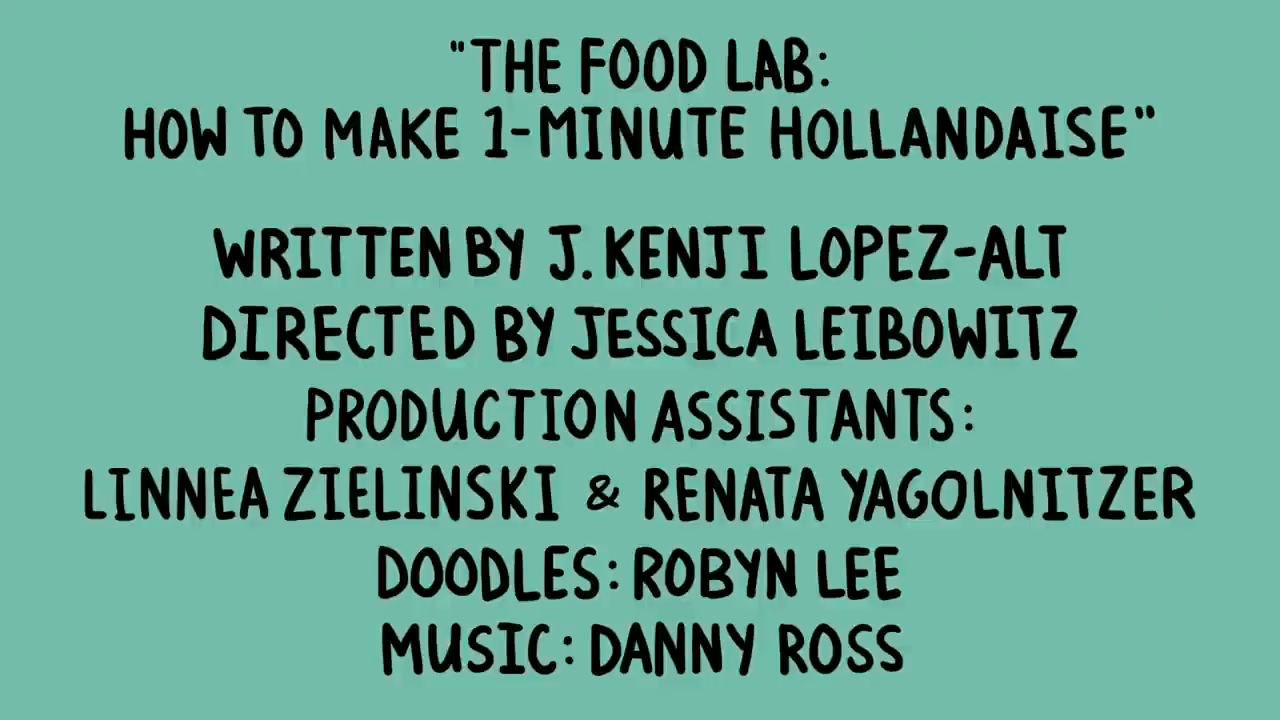 "THE FOOD LAB:
HOW TO MAKE 1-MINUTE HOLLANDAISE"
WRITTEN BY J. KENJI LOPEZ-ALT
DIRECTED BY JESSICA LEIBOWITZ
PRODUCTION ASSISTANTS:
LINNEA ZIELINSKI & RENATA YAGOLNITZER
DOODLES: ROBYN LEE
MUSIC: DANNY ROSS